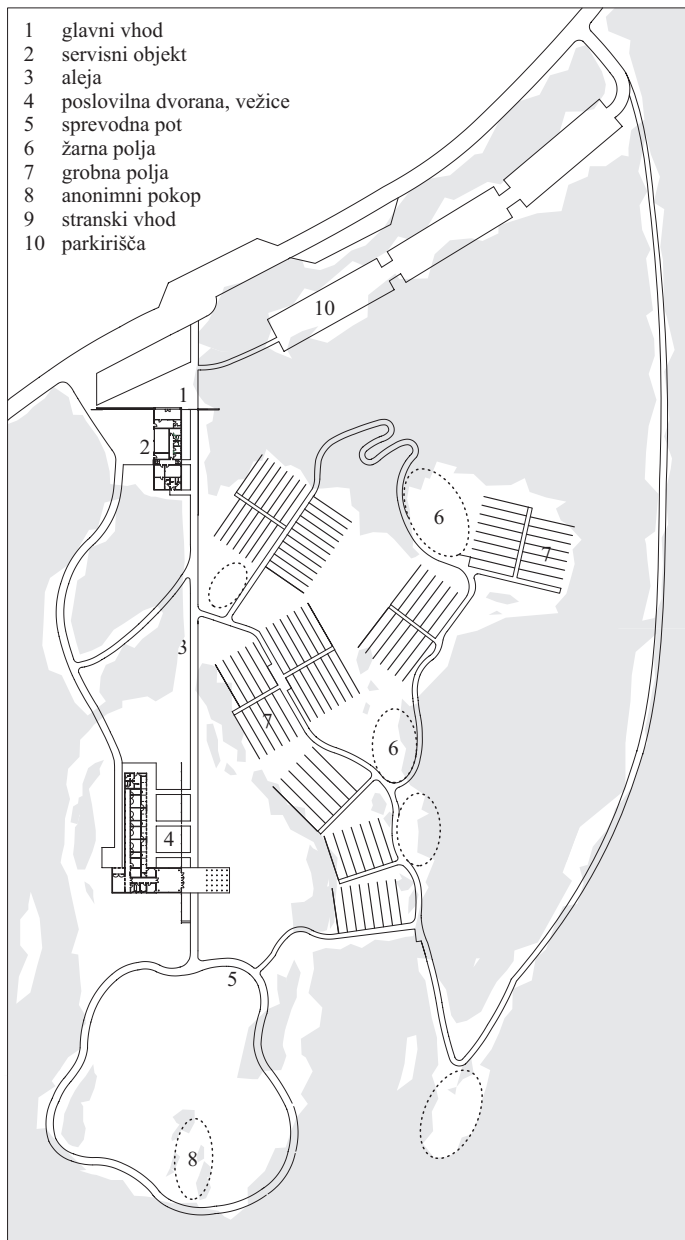 1 glavni vhod
2 servisni objekt
3 aleja
4 poslovilna dvorana, vežice
5 sprevodna pot
6 žarna polja
7 grobna polja
8 anonimni pokop
9 stranski vhod
10 parkirišča
10
1
2
6
7
3
7
6
4
5
8